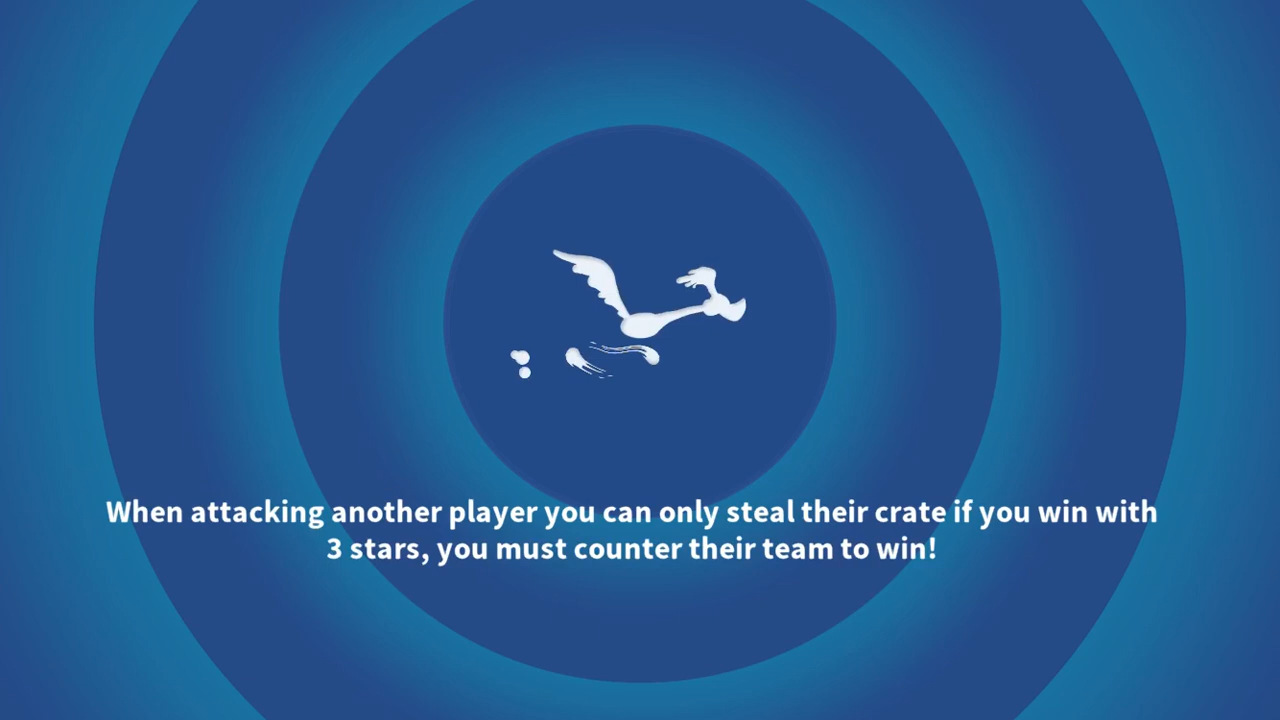 When attacking another player you can only steal their crate if you win with
3 stars, you must counter their team to win!